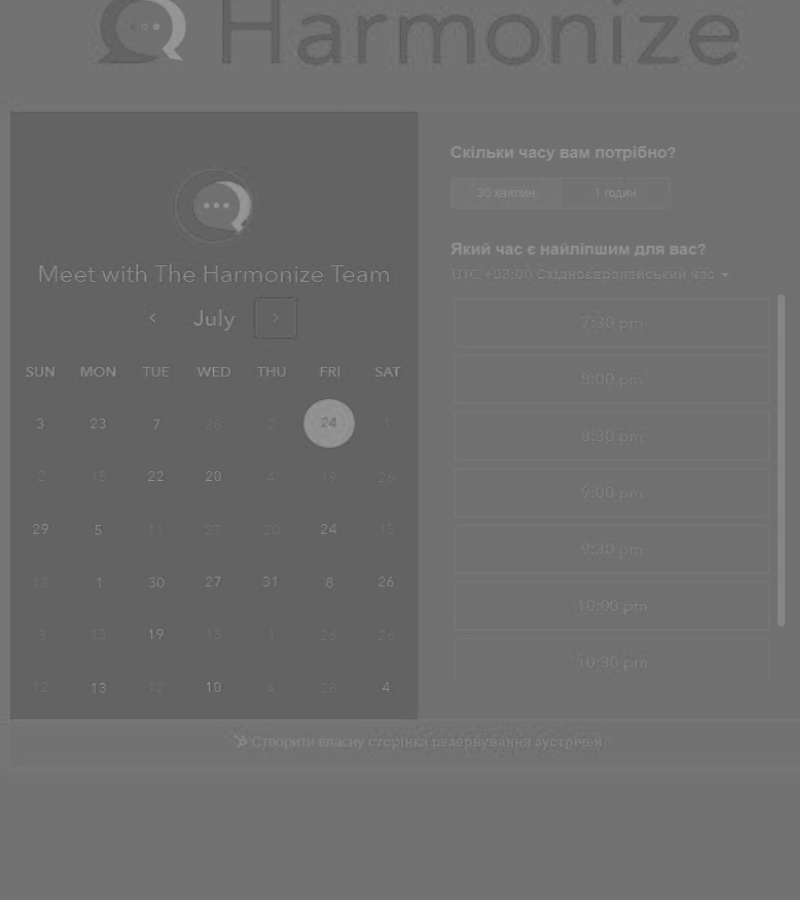 Harmonize
Meet with The Harmonize Team
July
SUN MON TUE WED THU FRI SAT
3 23 7 28 2 24 1
2 15 22 20 4 19 26
29 5 11 27 20 24 15
18 1 30 27 31 8 26
3 13 19 13 1 26 26
12 13 12 10 4 28 4
Скільки часу вам потрібно?
30 хвилин 1 годин
Який час є найліпшим для вас?
UTC +03:00 Східноєвропейський час
7:30 pm
8:00 pm
8:30 pm
9:00 pm
9:30 pm
10:00 pm
10:30 pm
Створити власну сторінка резервування зустрічей